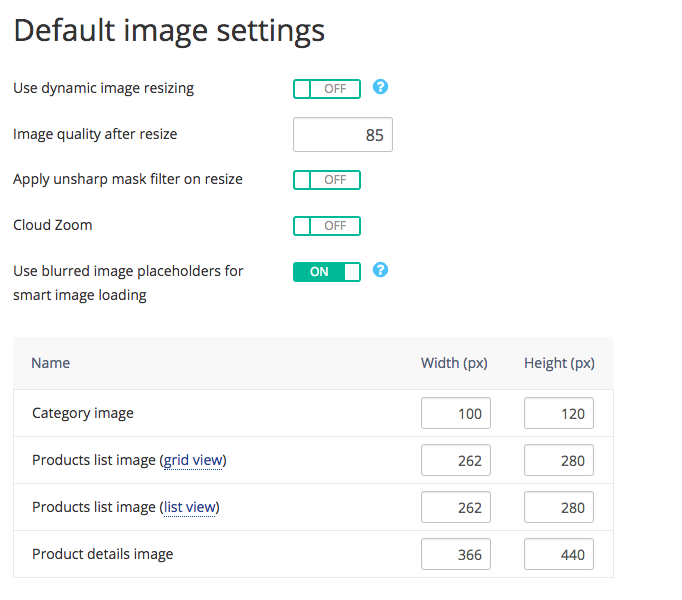 Default image settings
Use dynamic image resizing OFF ?
Image quality after resize 85
Apply unsharp mask filter on resize OFF
Cloud Zoom OFF
Use blurred image placeholders for ON ?
smart image loading
Name Width (px) Height (px)
Category image 100 120
Products list image (grid view) 262 280
Products list image (list view) 262 280
Product details image 366 440